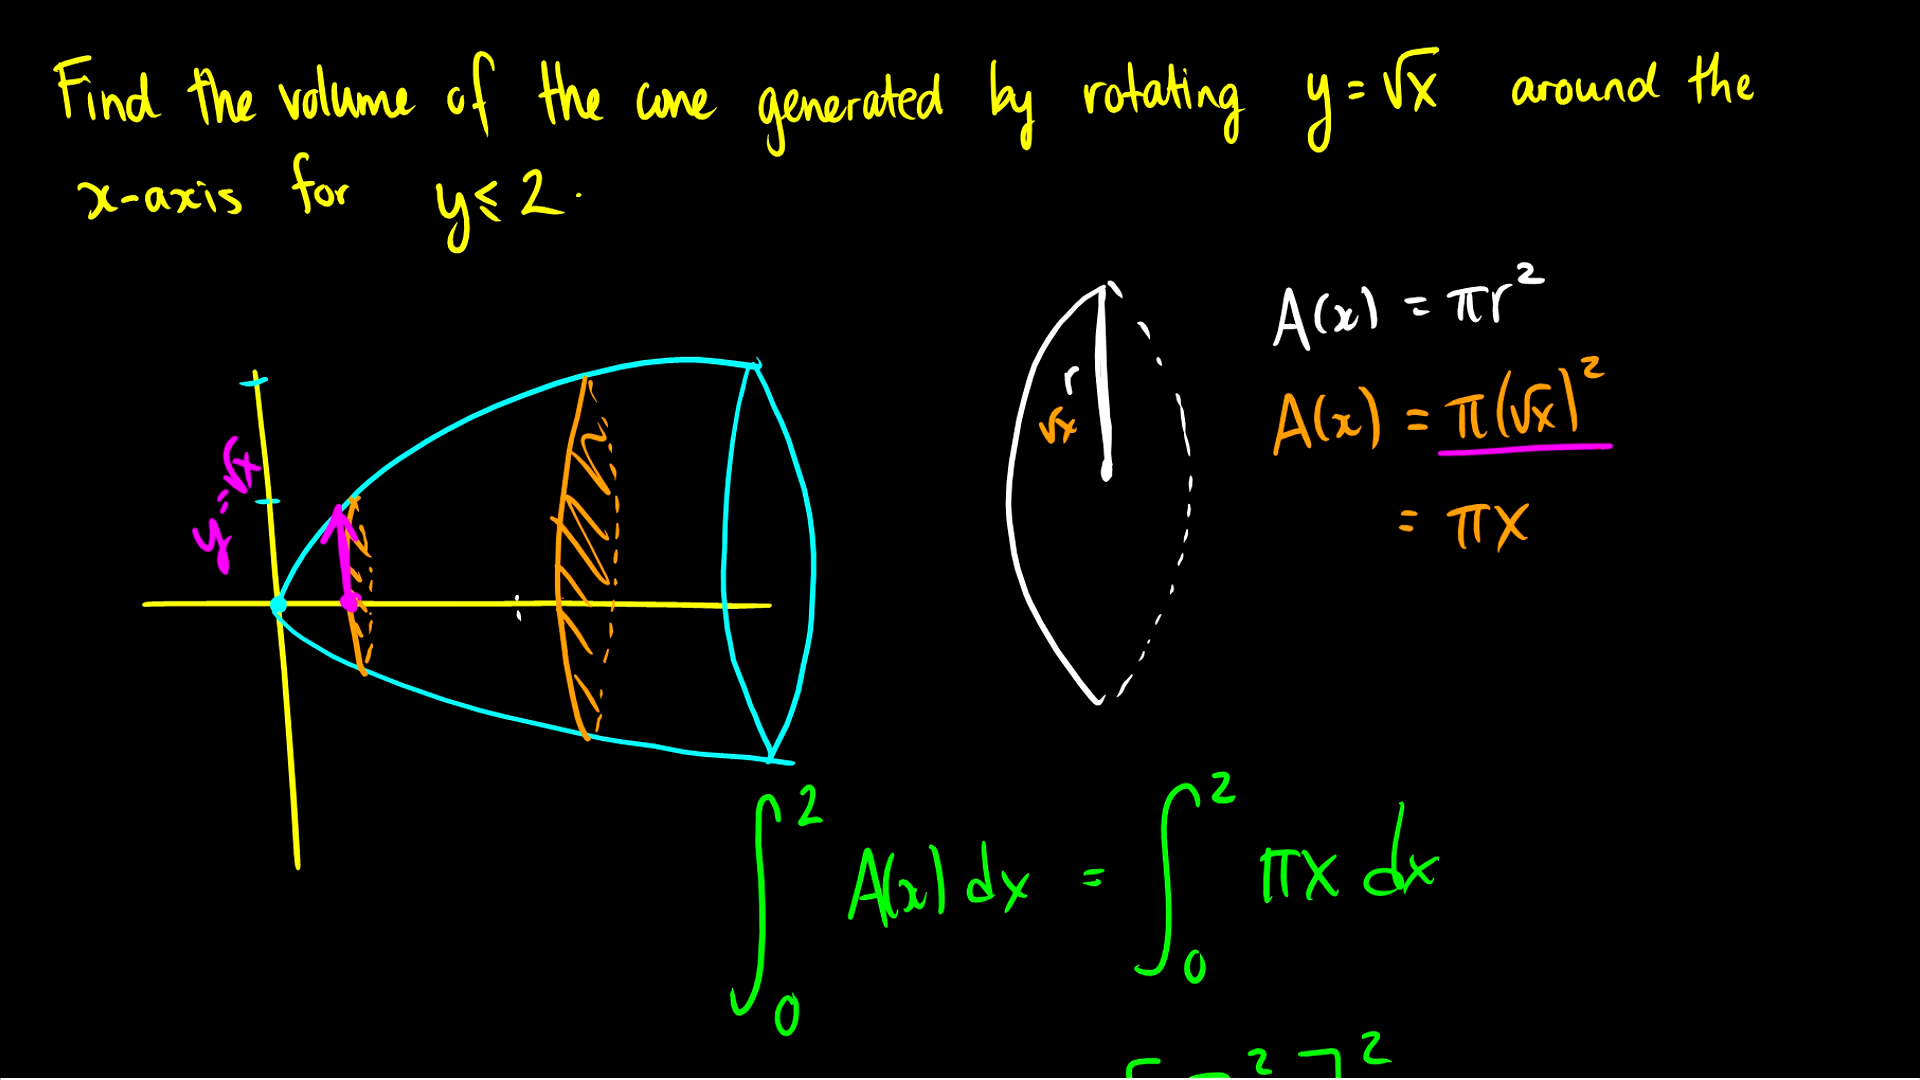 Find the volume of the cone generated by rotating y = √x around the
x-axis for y ≤ 2.
A(x) = πr²
r
√x
A(x) = π(√x)²
y = √x
= πx
∫₀² A(x) dx = ∫₀² πx dx